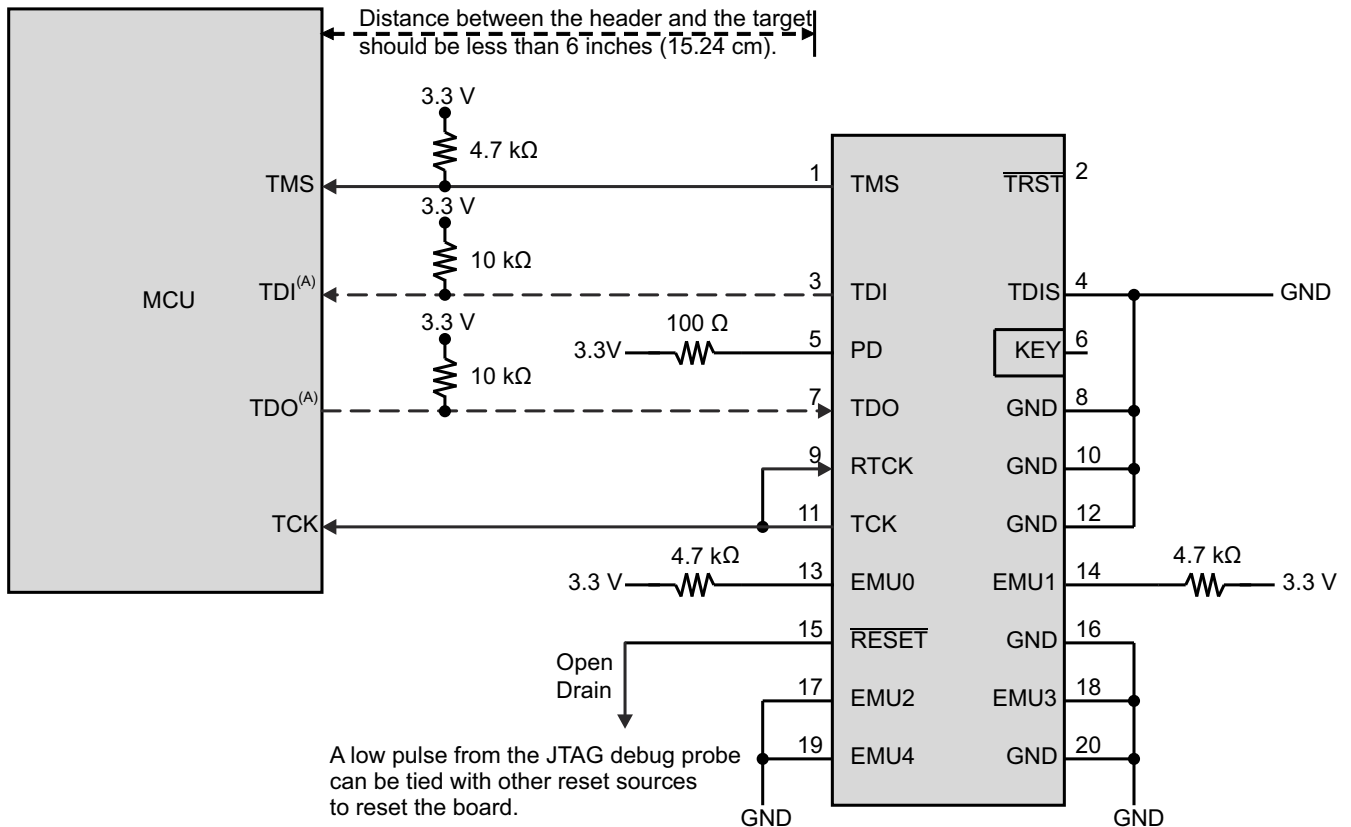 Distance between the header and the target
should be less than 6 inches (15.24 cm).
3.3 V
4.7 kΩ
TMS
1
TMS
TRST
2
3.3 V
10 kΩ
MCU
TDI(A)
3
TDI
TDIS
4
GND
3.3 V
100 Ω
3.3V
5
PD
KEY
6
10 kΩ
TDO(A)
7
TDO
GND
8
9
RTCK
GND
10
TCK
11
TCK
GND
12
4.7 kΩ
3.3 V
13
EMU0
EMU1
14
4.7 kΩ
3.3 V
15
RESET
GND
16
Open
Drain
17
EMU2
EMU3
18
A low pulse from the JTAG debug probe
can be tied with other reset sources
to reset the board.
19
EMU4
GND
20
GND
GND